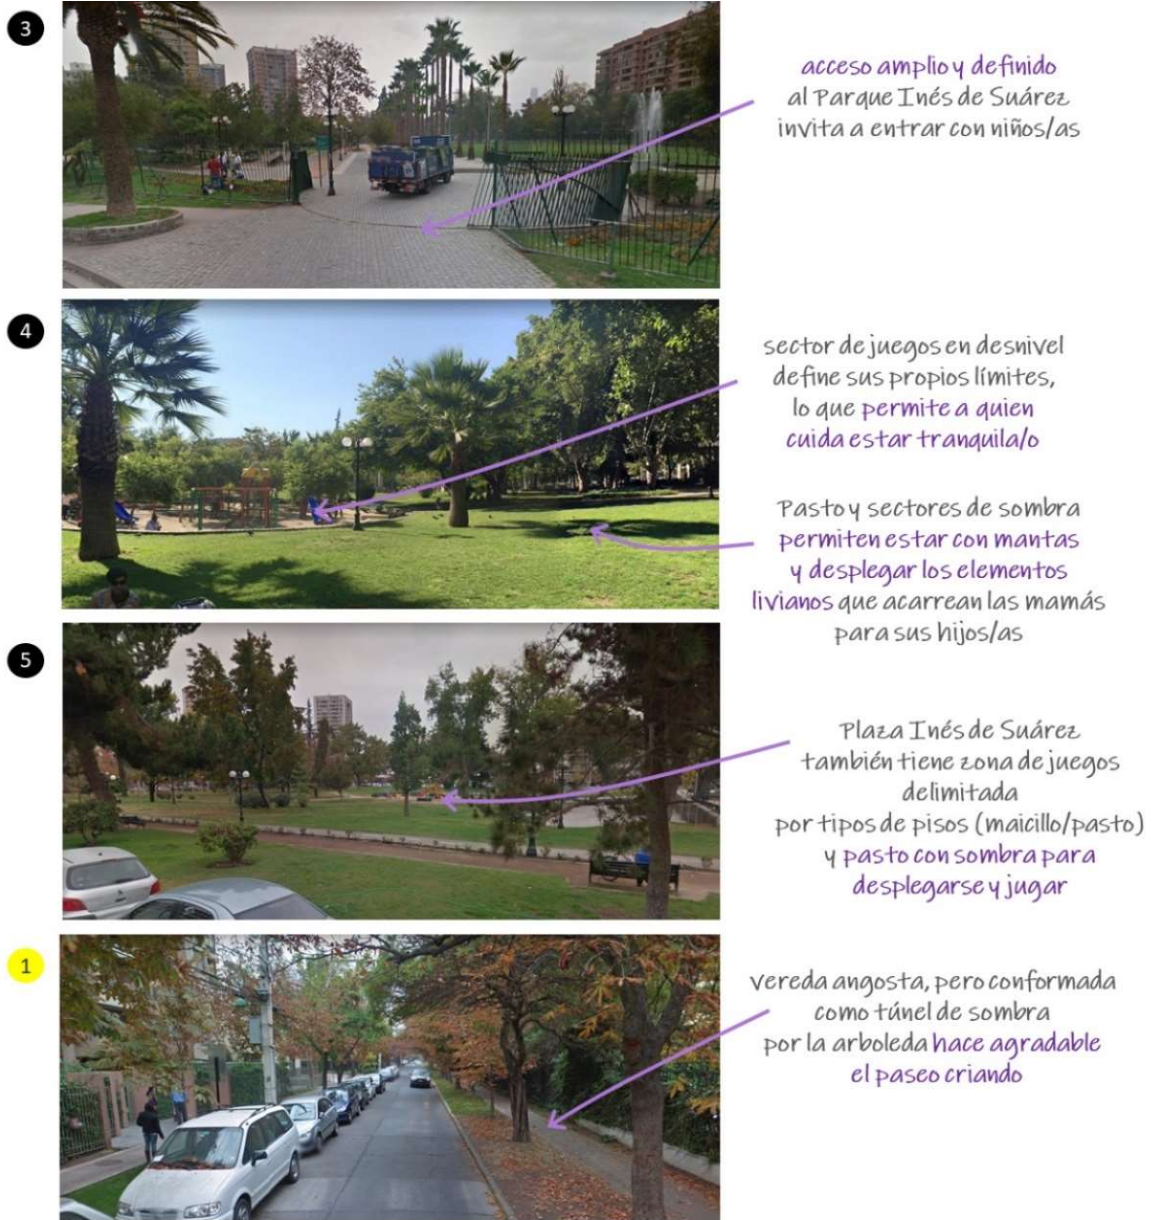 3
acceso amplio y definido
al Parque Inés de Suárez
invita a entrar con niños/as
4
sector de juegos en desnivel
define sus propios límites,
lo que permite a quien
cuida estar tranquila/o
Pasto y sectores de sombra
permiten estar con mantas
y desplegar los elementos
livianos que acarrean las mamás
para sus hijos/as
5
Plaza Inés de Suárez
también tiene zona de juegos
delimitada
por tipos de pisos (maicillo/pasto)
y pasto con sombra para
desplegarse y jugar
1
vereda angosta, pero conformada
como túnel de sombra
por la arboleda hace agradable
el paseo criando